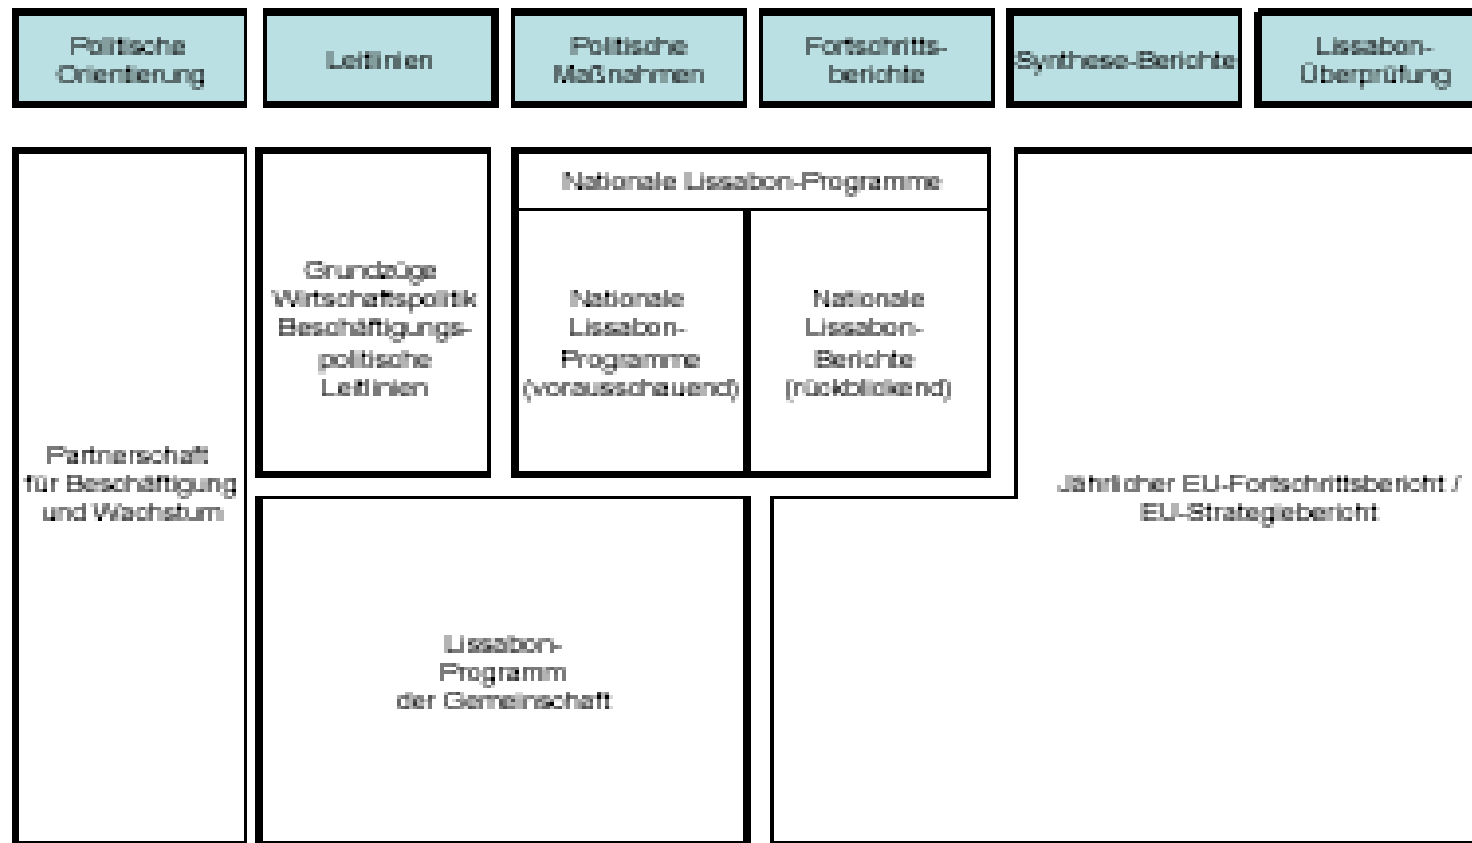 Politische
Orientierung
Leitlinien
Politische
Maßnahmen
Fortschritts-
berichte
Synthese-Berichte
Lissabon-
Überprüfung
Partnerschaft
für Beschäftigung
und Wachstum
Grundzüge
Wirtschaftspolitik
Beschäftigungs-
politische
Leitlinien
Nationale Lissabon-Programme
Nationale
Lissabon-
Programme
(vorausschauend)
Nationale
Lissabon-
Berichte
(rückblickend)
Lissabon-
Programm
der Gemeinschaft
Jährlicher EU-Fortschrittsbericht /
EU-Strategiebericht